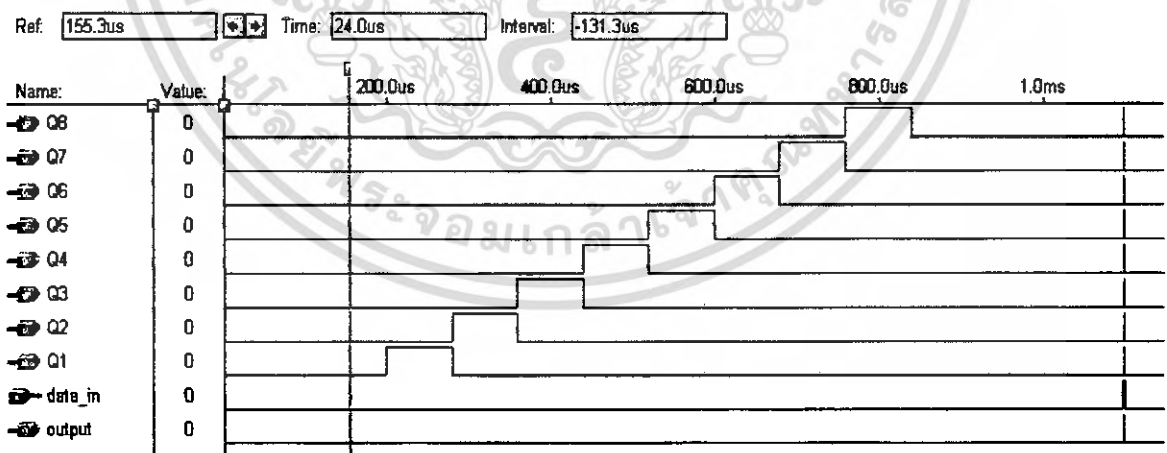 Ref: 155.3us Time: 24.0us Interval: -131.3us
Name: Value: 200.0us 400.0us 600.0us 800.0us 1.0ms
Q8 0
Q7 0
Q6 0
Q5 0
Q4 0
Q3 0
Q2 0
Q1 0
data_in 0
output 0